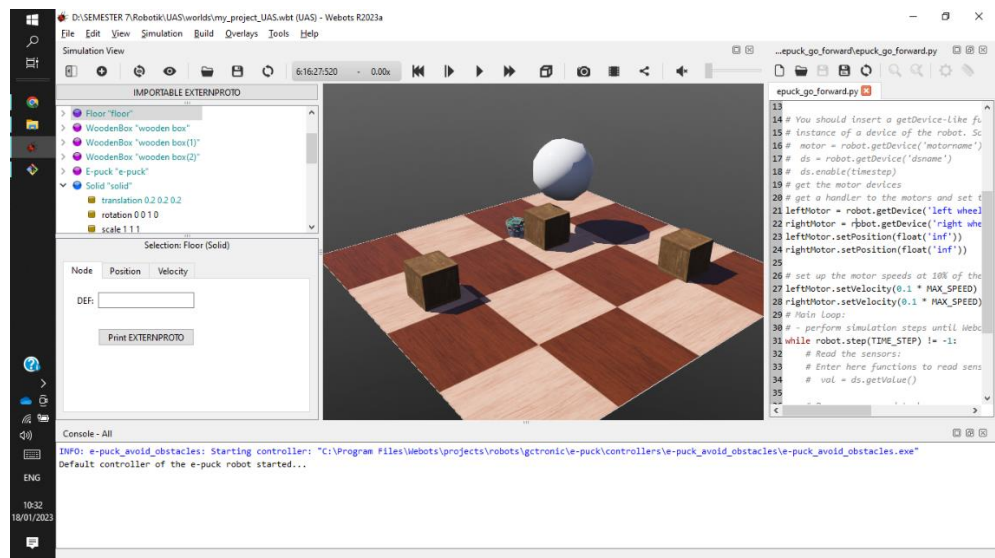 D:\SEMESTER 7\Robotik\UAS\worlds\my_project_UAS.wbt (UAS) - Webots R2023a
File Edit View Simulation Build Overlays Tools Help
Simulation View
6:16:27:520 - 0.00x
IMPORTABLE EXTERNPROTO
Floor "floor"
WoodenBox "wooden box"
WoodenBox "wooden box(1)"
WoodenBox "wooden box(2)"
E-puck "e-puck"
Solid "solid"
translation 0.2 0.2 0.2
rotation 0 0 1 0
scale 1 1 1
Selection: Floor (Solid)
Node Position Velocity
DEF:
Print EXTERNPROTO
...epuck_go_forward\epuck_go_forward.py
epuck_go_forward.py
13
14 # You should insert a getDevice-like fu
15 # instance of a device of the robot. So
16 #  motor = robot.getDevice('motorname')
17 #  ds = robot.getDevice('dsname')
18 #  ds.enable(timestep)
19 # get the motor devices
20 # get a handler to the motors and set t
21 leftMotor = robot.getDevice('left wheel
22 rightMotor = robot.getDevice('right whe
23 leftMotor.setPosition(float('inf'))
24 rightMotor.setPosition(float('inf'))
25
26 # set up the motor speeds at 10% of the
27 leftMotor.setVelocity(0.1 * MAX_SPEED)
28 rightMotor.setVelocity(0.1 * MAX_SPEED)
29 # Main loop:
30 # - perform simulation steps until Webo
31 while robot.step(TIME_STEP) != -1:
32 # Read the sensors:
33 # Enter here functions to read sens
34 #  val = ds.getValue()
35
Console - All
INFO: e-puck_avoid_obstacles: Starting controller: "C:\Program Files\Webots\projects\robots\gctronic\e-puck\controllers\e-puck_avoid_obstacles\e-puck_avoid_obstacles.exe"
Default controller of the e-puck robot started...
ENG
10:32
18/01/2023